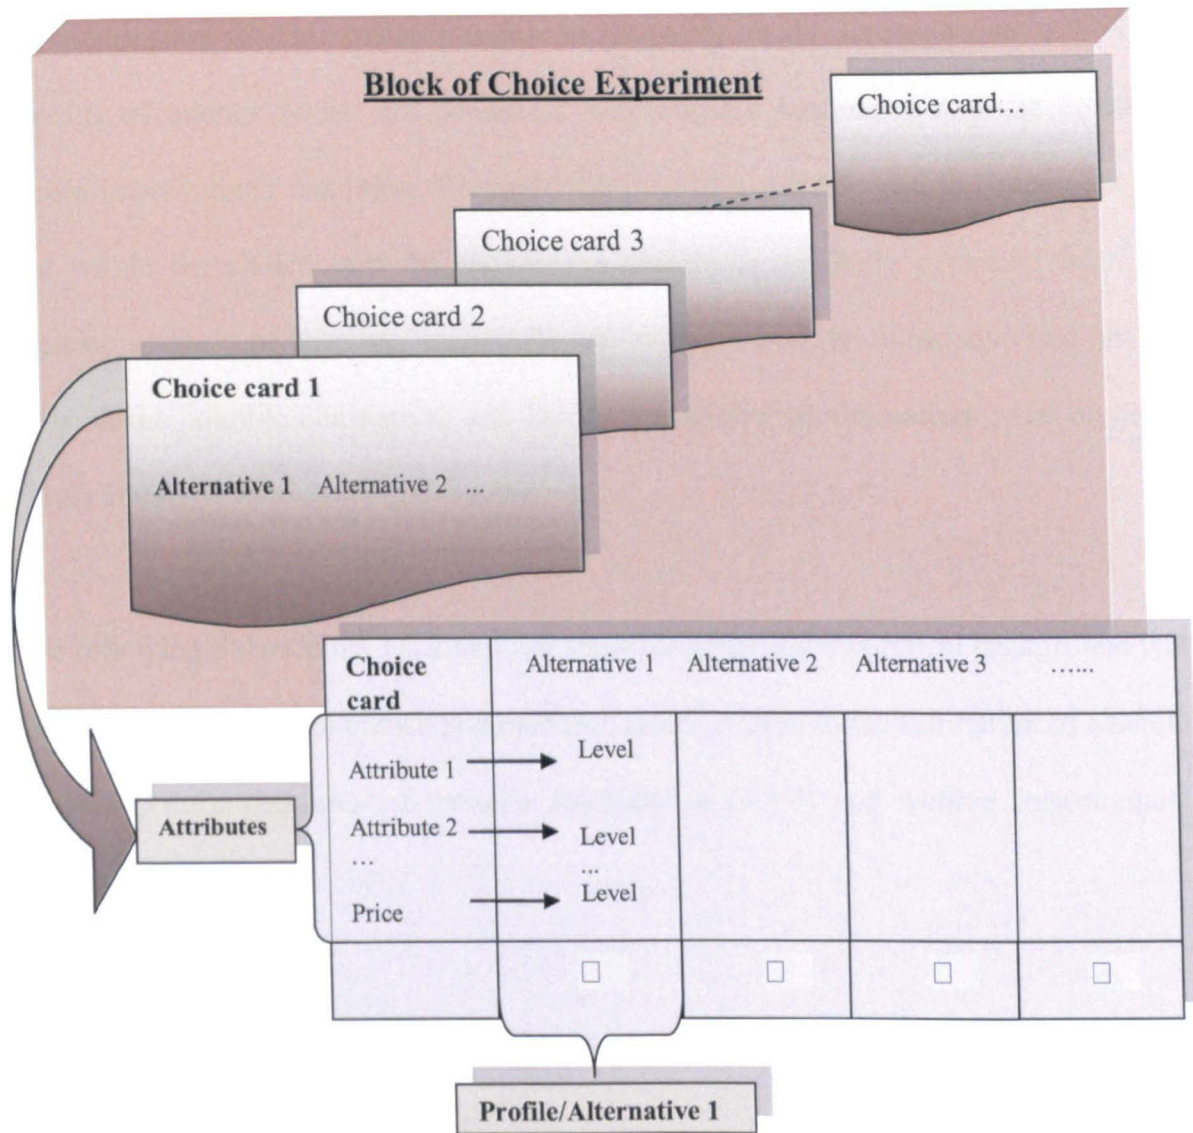 Block of Choice Experiment
Choice card...
Choice card 3
Choice card 2
Choice card 1
Alternative 1 Alternative 2 ...
Choice card
Alternative 1 Alternative 2 Alternative 3 ......
Attributes
Attribute 1 Level
Attribute 2 Level
... ...
Price Level
Profile/Alternative 1